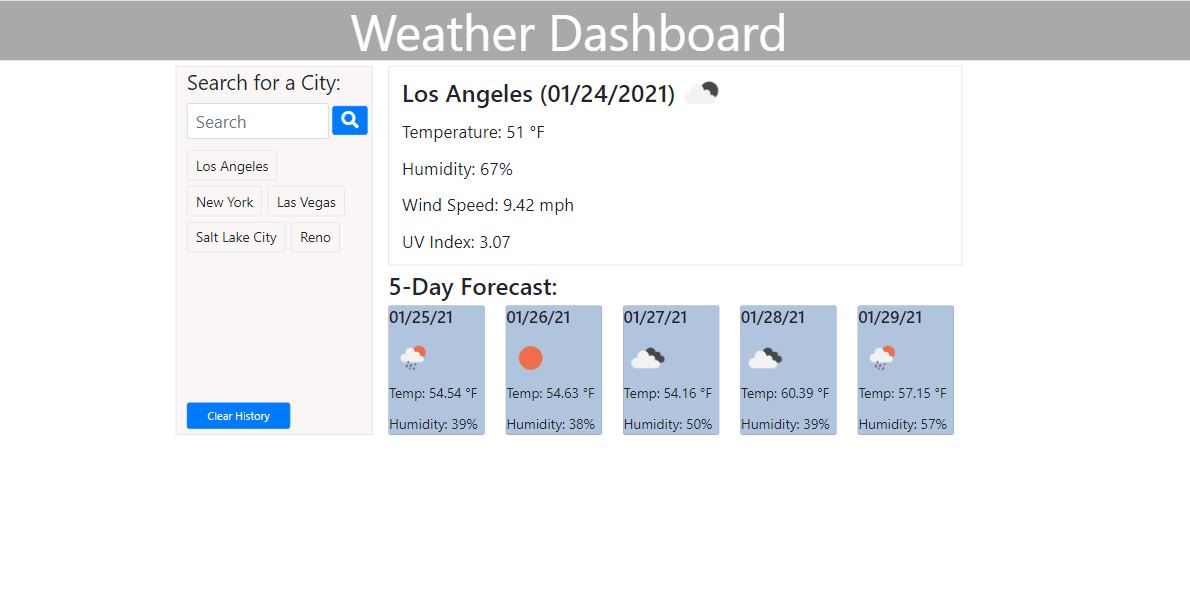 Weather Dashboard
Search for a City:
Search
Los Angeles
New York Las Vegas
Salt Lake City Reno
Clear History
Los Angeles (01/24/2021)
Temperature: 51 °F
Humidity: 67%
Wind Speed: 9.42 mph
UV Index: 3.07
5-Day Forecast:
01/25/21
Temp: 54.54 °F
Humidity: 39%
01/26/21
Temp: 54.63 °F
Humidity: 38%
01/27/21
Temp: 54.16 °F
Humidity: 50%
01/28/21
Temp: 60.39 °F
Humidity: 39%
01/29/21
Temp: 57.15 °F
Humidity: 57%